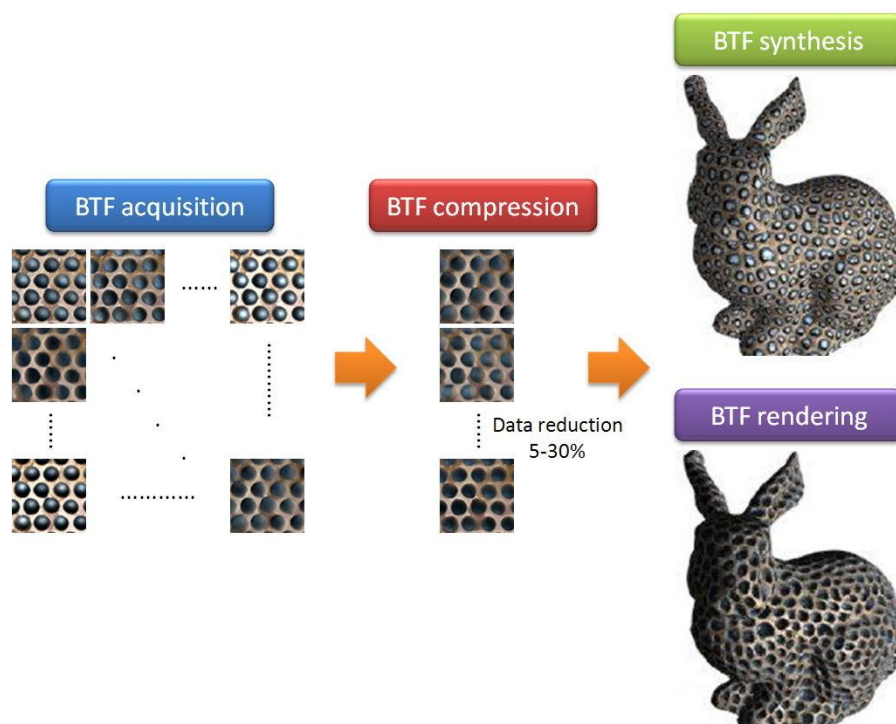 BTF synthesis
BTF acquisition
BTF compression
Data reduction
5-30%
BTF rendering